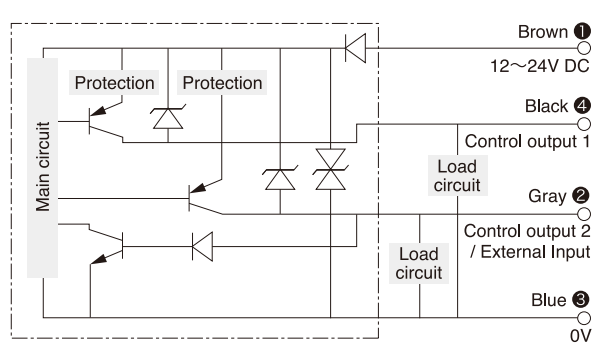 Brown ❶
12～24V DC
Protection
Protection
Black ❹
Control output 1
Main circuit
Load
circuit
Gray ❷
Control output 2
/ External Input
Load
circuit
Blue ❸
0V